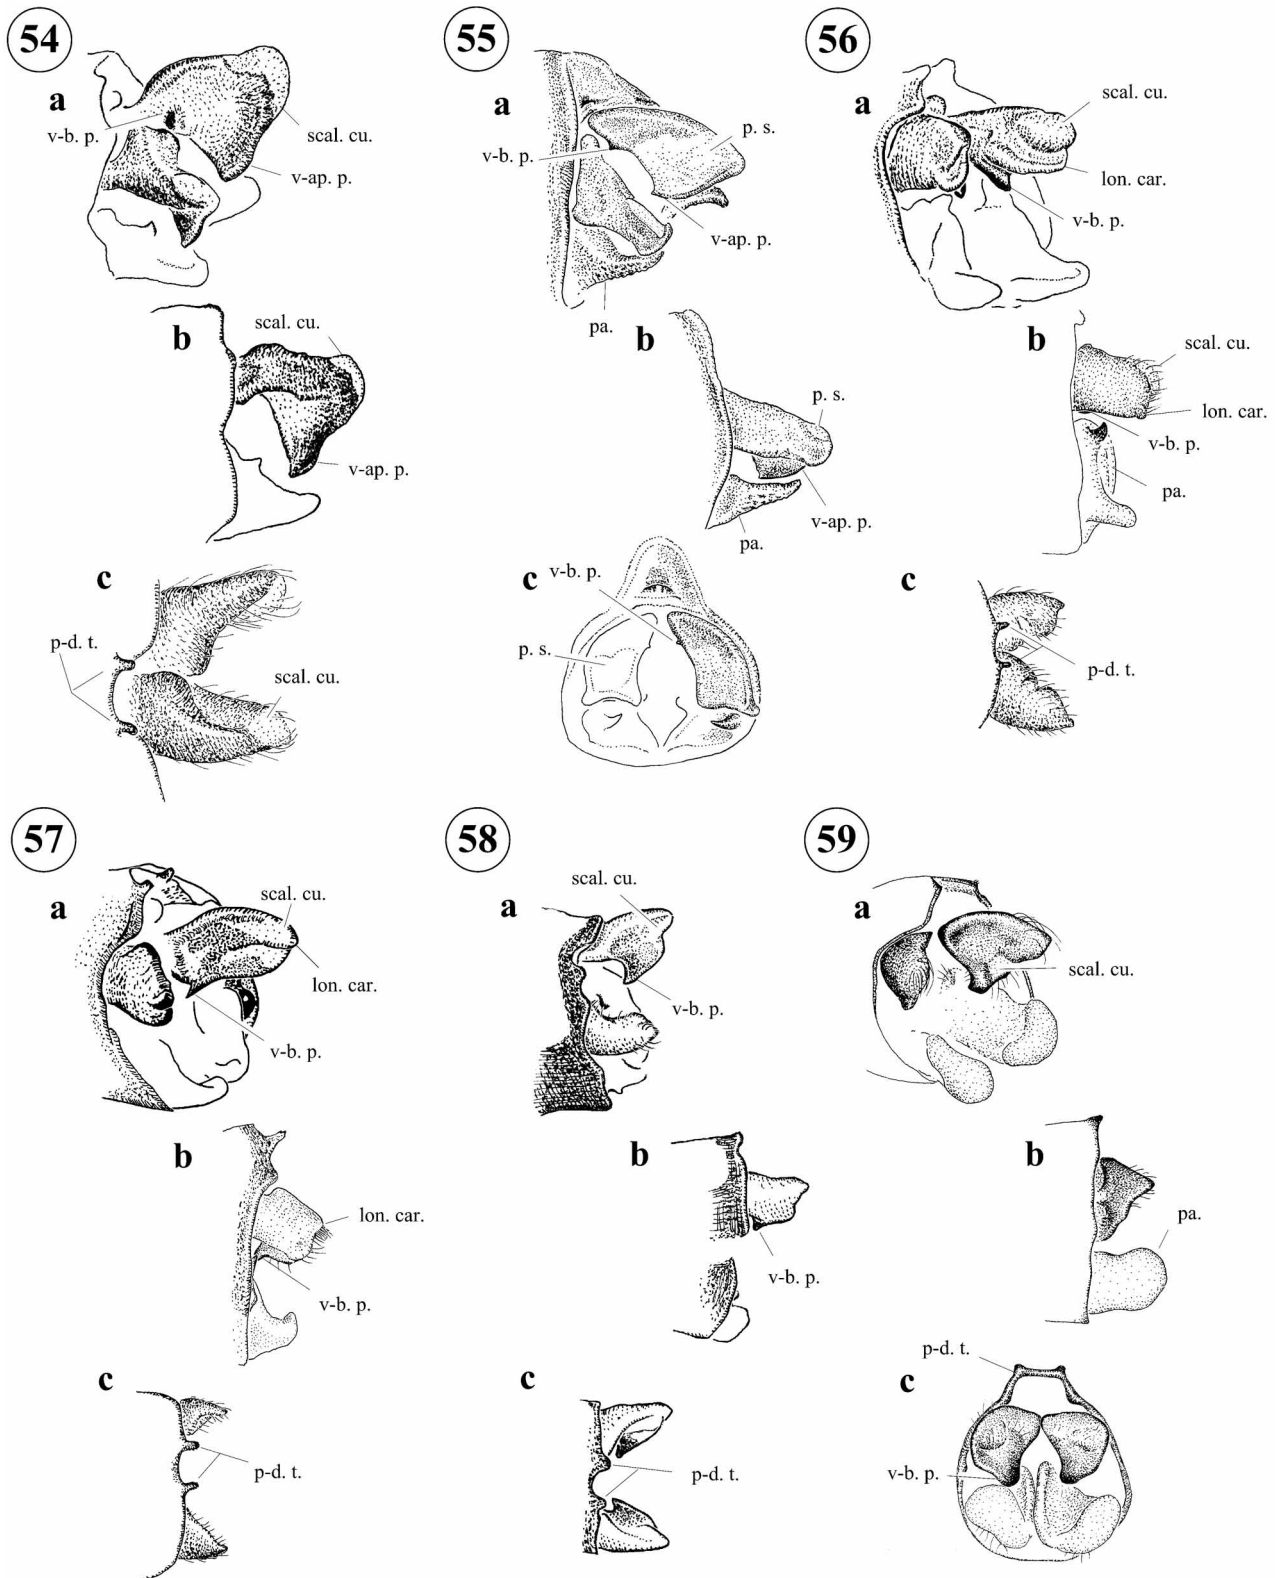 54
a
v-b. p.
scal. cu.
v-ap. p.
b
scal. cu.
v-ap. p.
c
p-d. t.
scal. cu.
55
a
v-b. p.
p. s.
v-ap. p.
pa.
b
p. s.
v-ap. p.
pa.
c
v-b. p.
p. s.
56
a
scal. cu.
lon. car.
v-b. p.
b
scal. cu.
lon. car.
v-b. p.
pa.
c
p-d. t.
57
a
scal. cu.
lon. car.
v-b. p.
b
lon. car.
v-b. p.
c
p-d. t.
58
a
scal. cu.
v-b. p.
b
v-b. p.
c
p-d. t.
59
a
scal. cu.
b
pa.
p-d. t.
c
v-b. p.